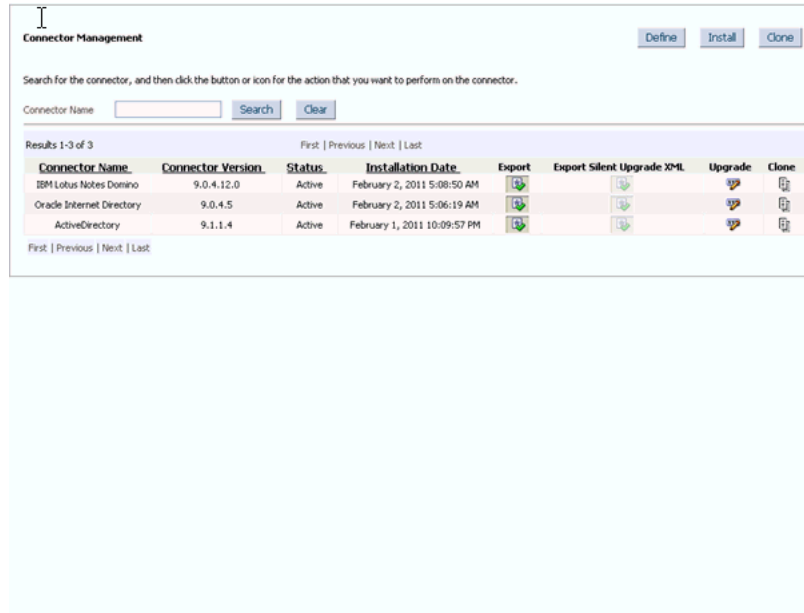 Connector Management
Define Install Clone
Search for the connector, and then click the button or icon for the action that you want to perform on the connector.
Connector Name Search Clear
Results 1-3 of 3 First | Previous | Next | Last
Connector Name Connector Version Status Installation Date Export Export Silent Upgrade XML Upgrade Clone
IBM Lotus Notes Domino 9.0.4.12.0 Active February 2, 2011 5:08:50 AM
Oracle Internet Directory 9.0.4.5 Active February 2, 2011 5:06:19 AM
ActiveDirectory 9.1.1.4 Active February 1, 2011 10:09:57 PM
First | Previous | Next | Last